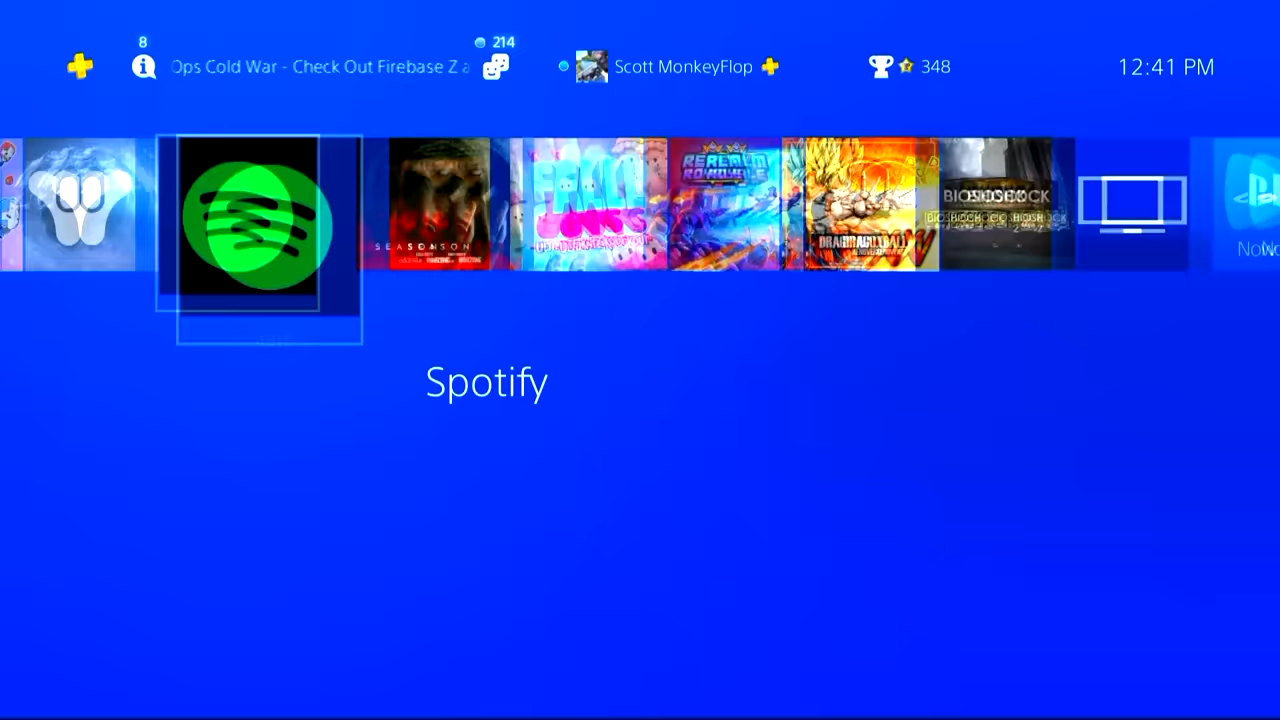 8
Ops Cold War - Check Out Firebase Z a
214
Scott MonkeyFlop
348
12:41 PM
SEASON
FALL
REALM
ROYALE
BIOSHOCK
Spotify